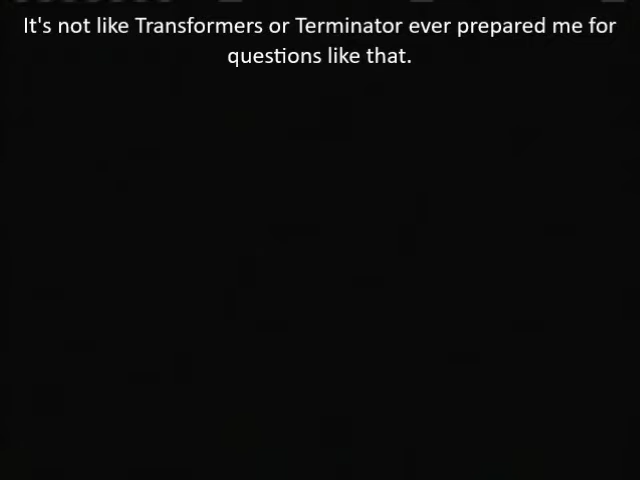 It's not like Transformers or Terminator ever prepared me for
questions like that.